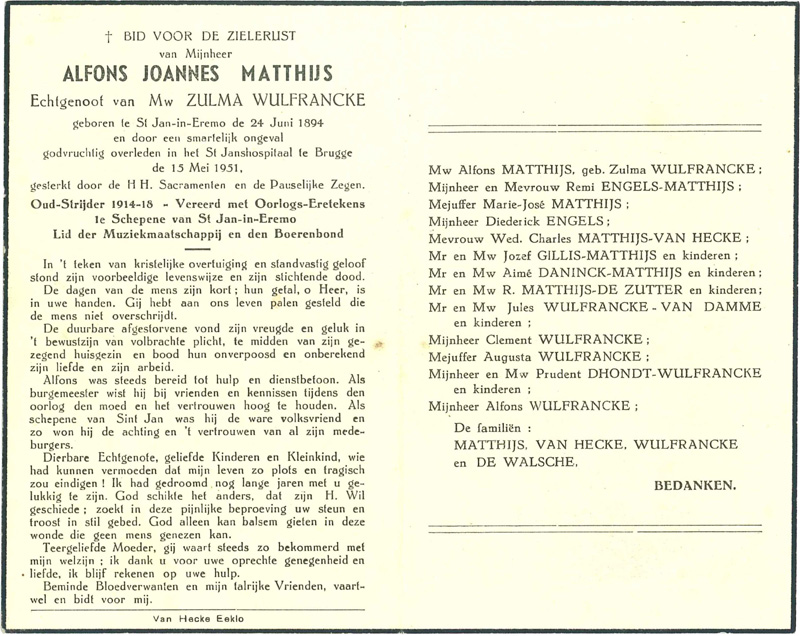 † BID VOOR DE ZIELERUST
van Mijnheer
ALFONS JOANNES MATTHIJS
Echtgenoot van Mw ZULMA WULFRANCKE
geboren te St Jan-in-Eremo de 24 Juni 1894
en door een smartelijk ongeval
godvruchtig overleden in het St Janshospitaal te Brugge
de 15 Mei 1951,
gesterkt door de H H. Sacramenten en de Pauselijke Zegen.
Oud-Strijder 1914-18 - Vereerd met Oorlogs-Eretekens
1e Schepene van St Jan-in-Eremo
Lid der Muziekmaatschappij en den Boerenbond
In 't teken van kristelijke overtuiging en standvastig geloof
stond zijn voorbeeldige levenswijze en zijn stichtende dood.
De dagen van de mens zijn kort ; hun getal, o Heer, is
in uwe handen. Gij hebt aan ons leven palen gesteld die
de mens niet overschrijdt.
De duurbare afgestorvene vond zijn vreugde en geluk in
't bewustzijn van volbrachte plicht, te midden van zijn ge-
zegend huisgezin en bood hun onverpoosd en onberekend
zijn liefde en zijn arbeid.
Alfons was steeds bereid tot hulp en dienstbetoon. Als
burgemeester wist hij bij vrienden en kennissen tijdens den
oorlog den moed en het vertrouwen hoog te houden. Als
schepene van Sint Jan was hij de ware volksvriend en
zo won hij de achting en 't vertrouwen van al zijn mede-
burgers.
Dierbare Echtgenote, geliefde Kinderen en Kleinkind, wie
had kunnen vermoeden dat mijn leven zo plots en tragisch
zou eindigen ! Ik had gedroomd nog lange jaren met u ge-
lukkig te zijn. God schikte het anders, dat zijn H. Wil
geschiede ; zoekt in deze pijnlijke beproeving uw steun en
troost in stil gebed. God alleen kan balsem gieten in deze
wonde die geen mens genezen kan.
Teergeliefde Moeder, gij waart steeds zo bekommerd met
mijn welzijn ; ik dank u voor uwe oprechte genegenheid en
liefde, ik blijf rekenen op uwe hulp.
Beminde Bloedverwanten en mijn talrijke Vrienden, vaart-
wel en bidt voor mij.
Van Hecke Eeklo
Mw Alfons MATTHIJS, geb. Zulma WULFRANCKE ;
Mijnheer en Mevrouw Remi ENGELS-MATTHIJS ;
Mejuffer Marie-José MATTHIJS ;
Mijnheer Diederick ENGELS ;
Mevrouw Wed. Charles MATTHIJS-VAN HECKE ;
Mr en Mw Jozef GILLIS-MATTHIJS en kinderen ;
Mr en Mw Aimé DANINCK-MATTHIJS en kinderen ;
Mr en Mw R. MATTHIJS-DE ZUTTER en kinderen ;
Mr en Mw Jules WULFRANCKE - VAN DAMME
en kinderen ;
Mijnheer Clement WULFRANCKE ;
Mejuffer Augusta WULFRANCKE ;
Mijnheer en Mw Prudent DHONDT-WULFRANCKE
en kinderen ;
Mijnheer Alfons WULFRANCKE ;
De familiën :
MATTHIJS, VAN HECKE, WULFRANCKE
en DE WALSCHE,
BEDANKEN.